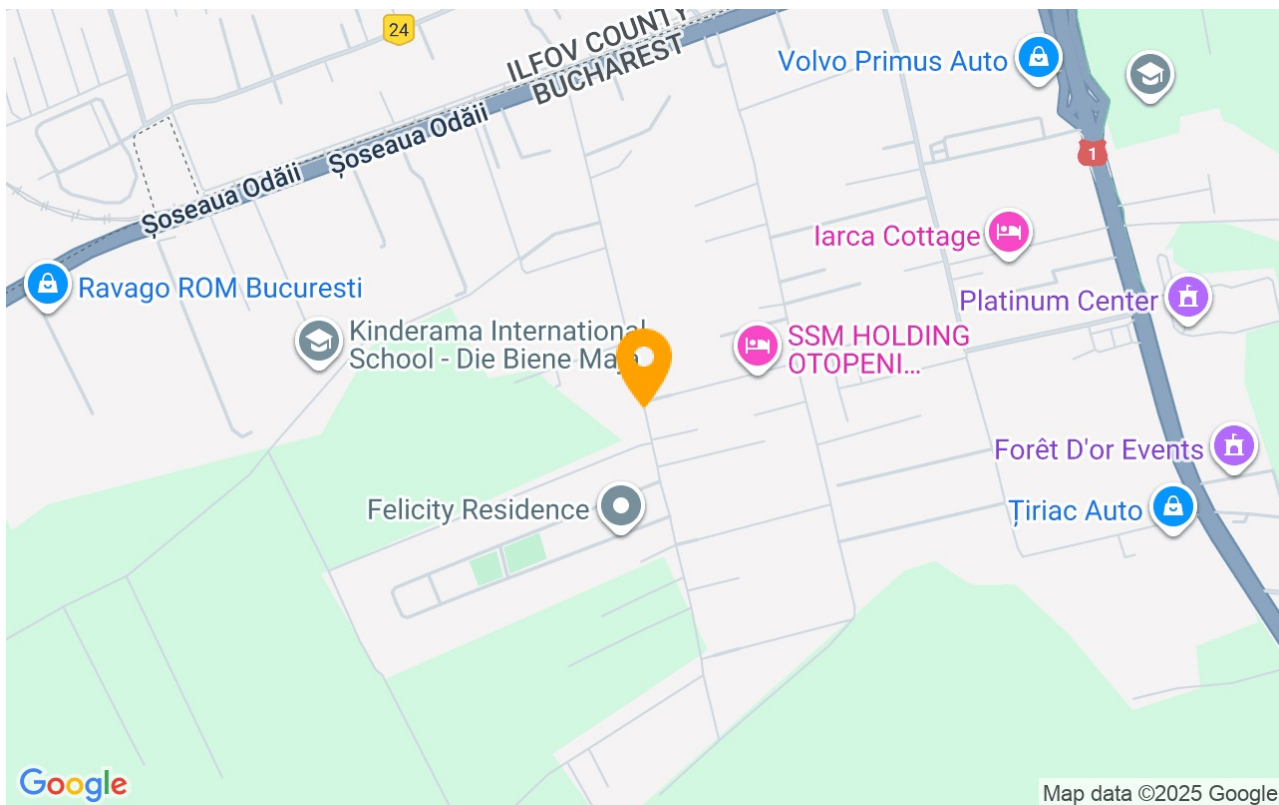 24
ILFOV COUNTY
BUCHAREST
Volvo Primus Auto
Șoseaua Odăii
Șoseaua Odăii
1
Iarca Cottage
Ravago ROM Bucuresti
Platinum Center
Kinderama International
School - Die Biene Maja
SSM HOLDING
OTOPENI...
Forêt D'or Events
Felicity Residence
Țiriac Auto
Google
Map data ©2025 Google